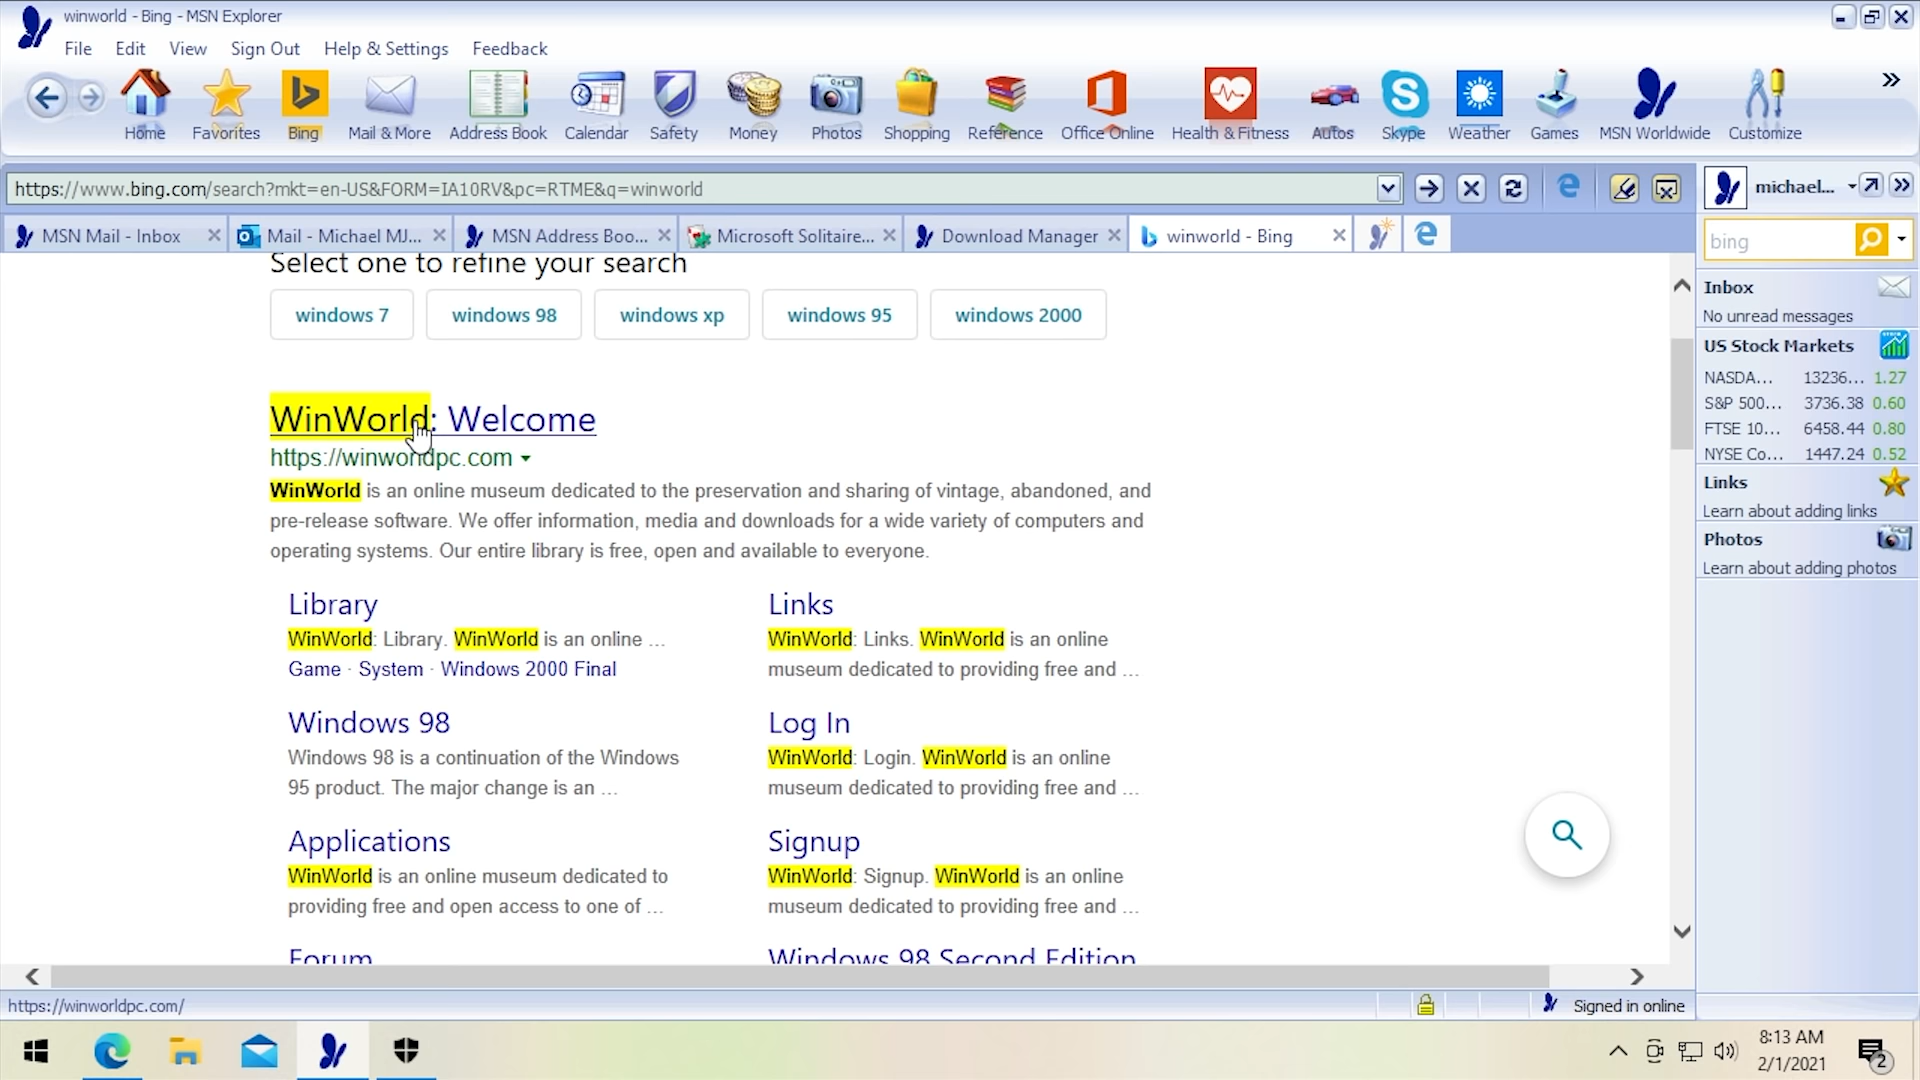 winworld - Bing - MSN Explorer
File Edit View Sign Out Help & Settings Feedback
Home Favorites Bing Mail & More Address Book Calendar Safety Money Photos Shopping Reference Office Online Health & Fitness Autos Skype Weather Games MSN Worldwide Customize
https://www.bing.com/search?mkt=en-US&FORM=IA10RV&pc=RTME&q=winworld
michael...
MSN Mail - Inbox Mail - Michael MJ... MSN Address Boo... Microsoft Solitaire... Download Manager winworld - Bing
bing
Select one to refine your search
windows 7 windows 98 windows xp windows 95 windows 2000
WinWorld: Welcome
https://winworldpc.com
WinWorld is an online museum dedicated to the preservation and sharing of vintage, abandoned, and
pre-release software. We offer information, media and downloads for a wide variety of computers and
operating systems. Our entire library is free, open and available to everyone.
Library
WinWorld: Library. WinWorld is an online ...
Game · System · Windows 2000 Final
Links
WinWorld: Links. WinWorld is an online
museum dedicated to providing free and ...
Windows 98
Windows 98 is a continuation of the Windows
95 product. The major change is an ...
Log In
WinWorld: Login. WinWorld is an online
museum dedicated to providing free and ...
Applications
WinWorld is an online museum dedicated to
providing free and open access to one of ...
Signup
WinWorld: Signup. WinWorld is an online
museum dedicated to providing free and ...
Forum
Windows 98 Second Edition
Inbox
No unread messages
US Stock Markets
NASDA... 13236... 1.27
S&P 500... 3736.38 0.60
FTSE 10... 6458.44 0.80
NYSE Co... 1447.24 0.52
Links
Learn about adding links
Photos
Learn about adding photos
https://winworldpc.com/
Signed in online
8:13 AM
2/1/2021
2